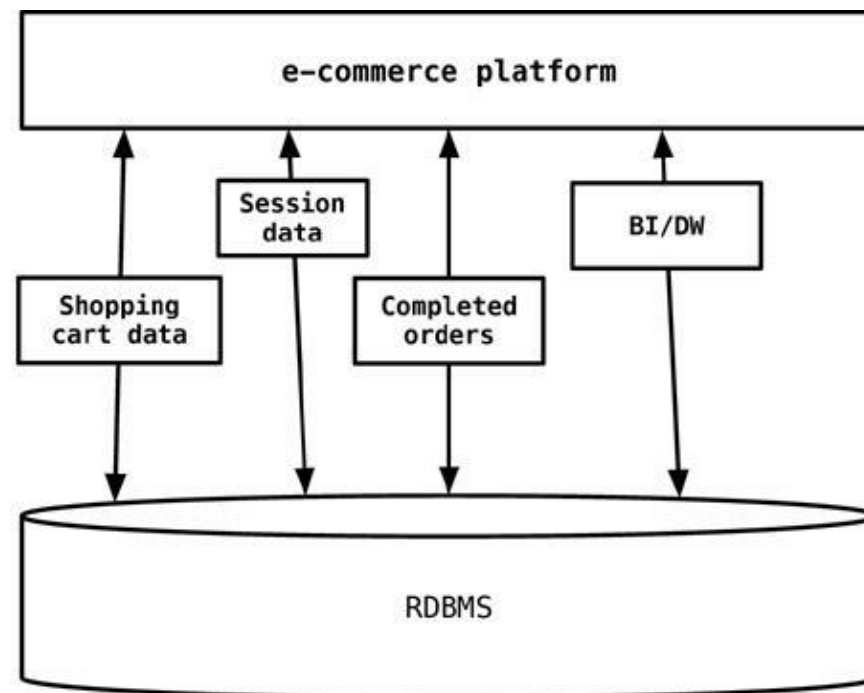 e-commerce platform
Session
data
BI/DW
Shopping
cart data
Completed
orders
RDBMS